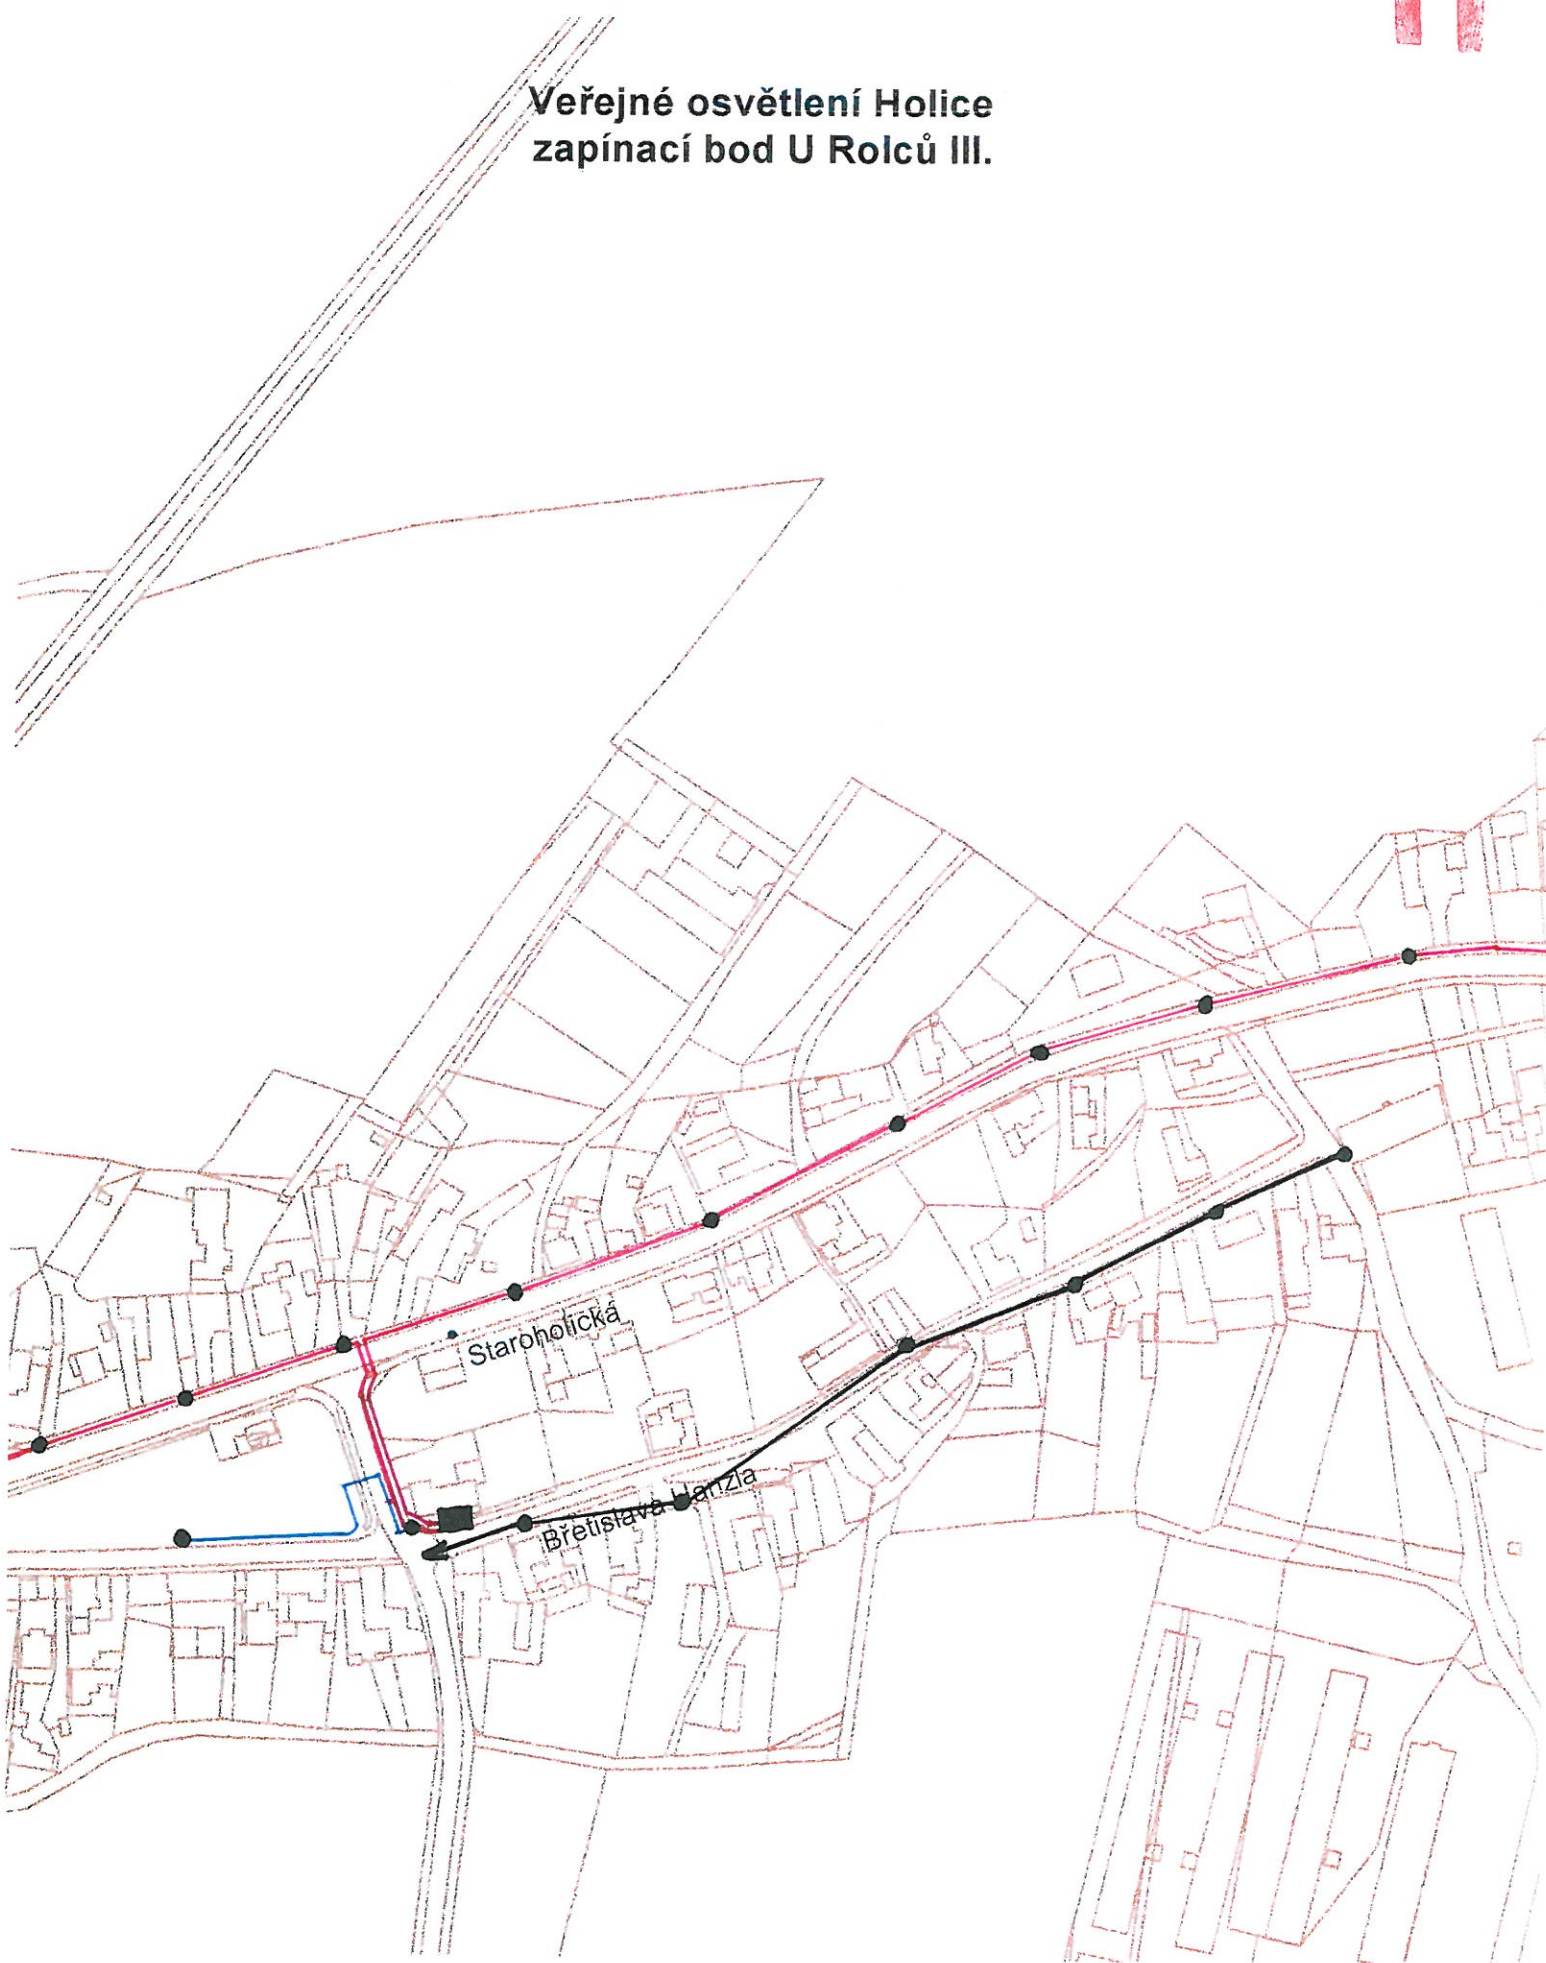 Veřejné osvětlení Holice
zapínací bod U Rolců III.
Staroholická
Břetislava Hanzla